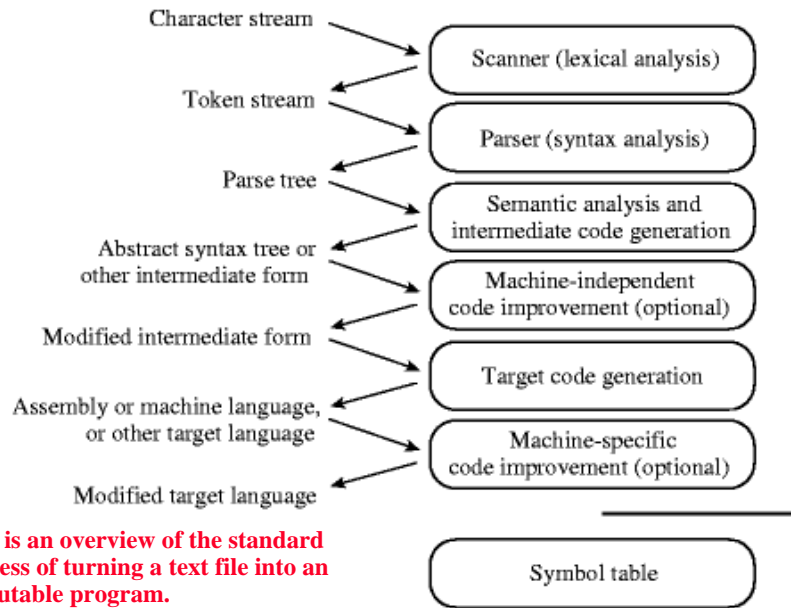 Character stream
Scanner (lexical analysis)
Token stream
Parser (syntax analysis)
Parse tree
Semantic analysis and
intermediate code generation
Abstract syntax tree or
other intermediate form
Machine-independent
code improvement (optional)
Modified intermediate form
Target code generation
Assembly or machine language,
or other target language
Machine-specific
code improvement (optional)
Modified target language
is an overview of the standard
ess of turning a text file into an
utable program.
Symbol table